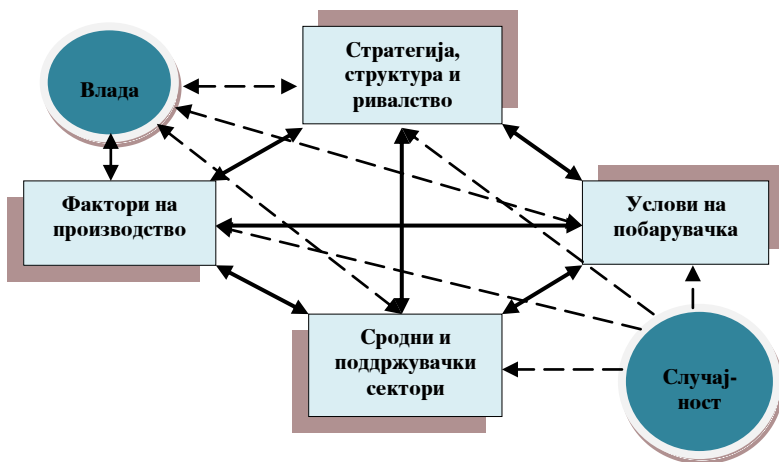 Стратегија,
структура и
ривалство
Влада
Фактори на
производство
Услови на
побарувачка
Сродни и
поддржувачки
сектори
Случај-
ност